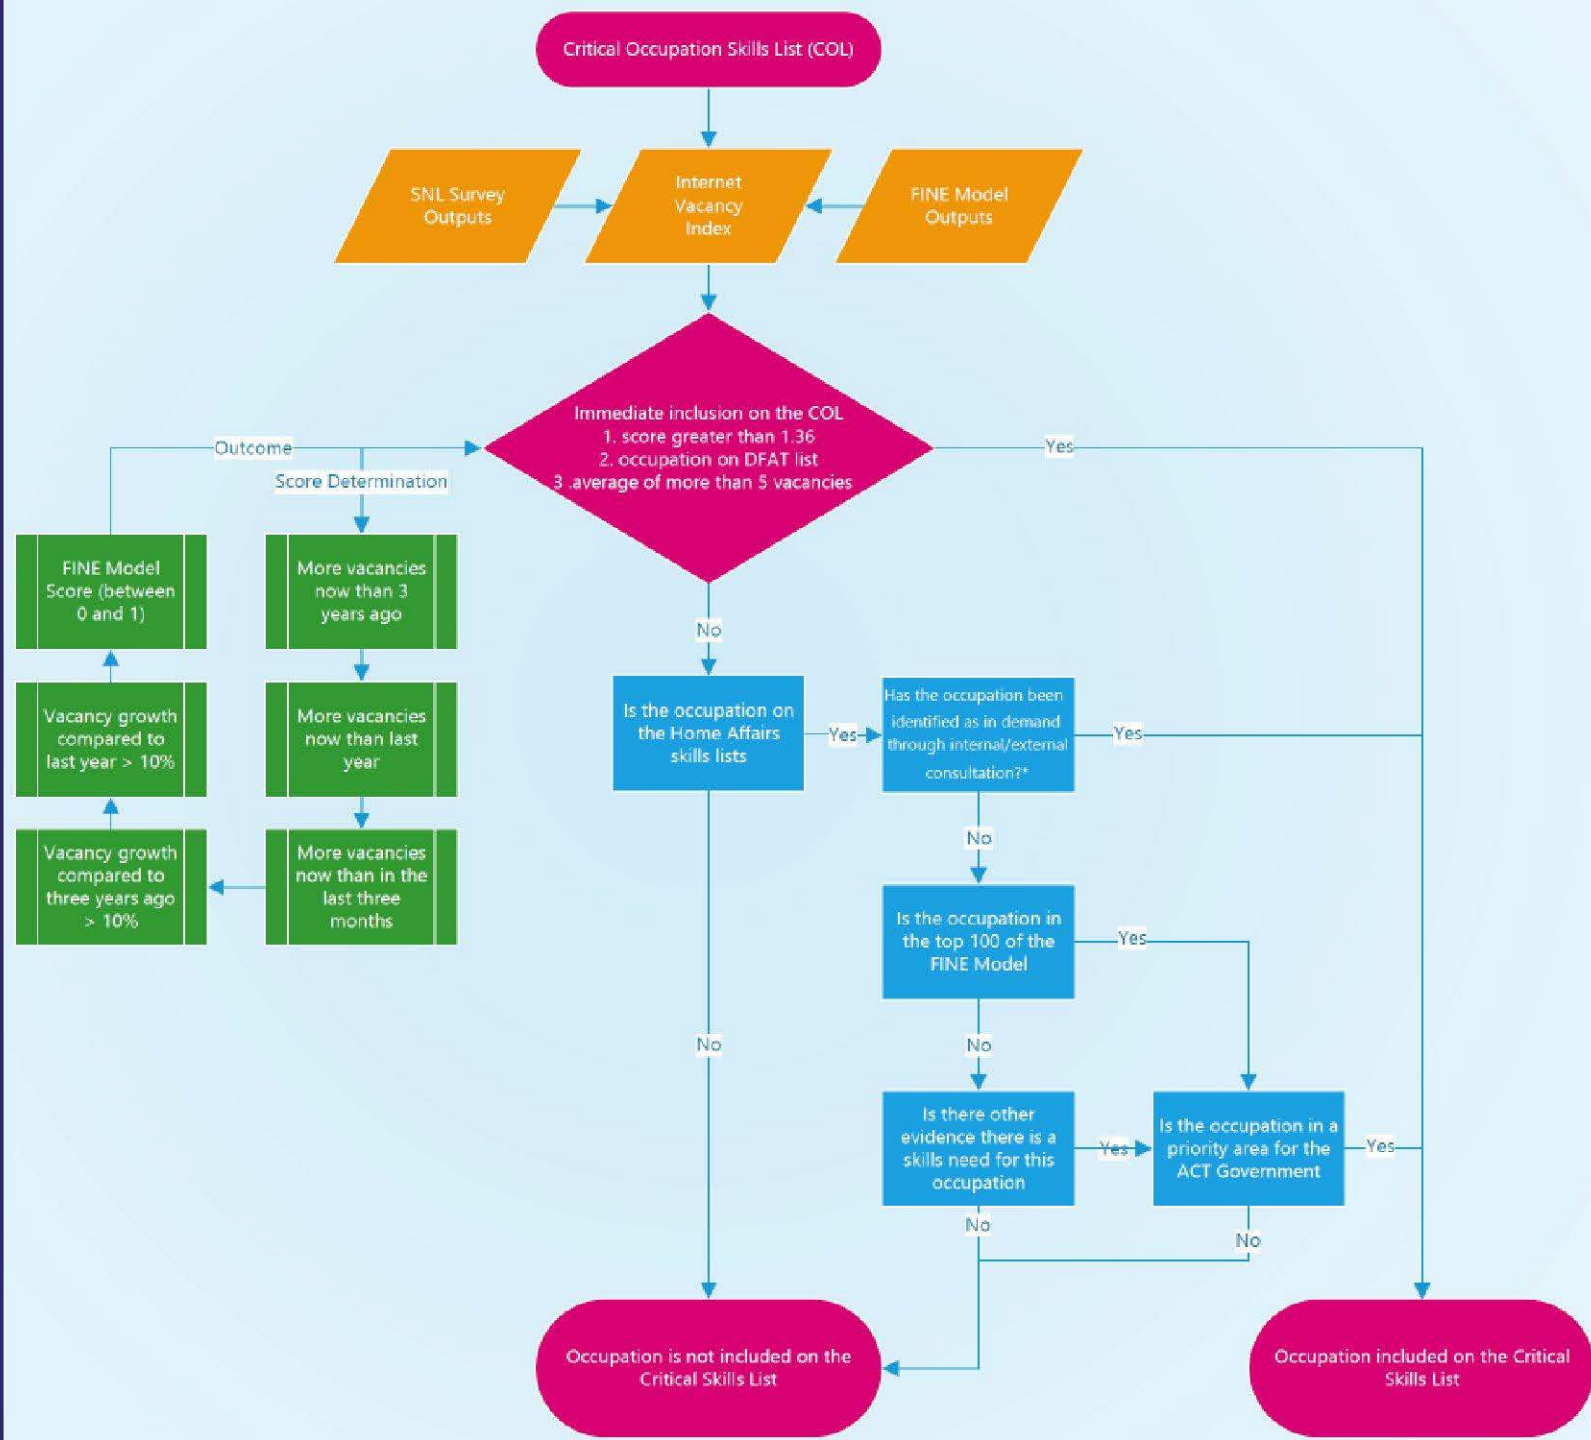 Critical Occupation Skills List (COL)
SNL Survey
Outputs
Internet
Vacancy
Index
FINE Model
Outputs
Immediate inclusion on the COL
1. score greater than 1.36
2. occupation on DFAT list
3 .average of more than 5 vacancies
Outcome
Score Determination
Yes
FINE Model
Score (between
0 and 1)
More vacancies
now than 3
years ago
No
Vacancy growth
compared to
last year > 10%
More vacancies
now than last
year
Is the occupation on
the Home Affairs
skills lists
Yes
Has the occupation been
identified as in demand
through internal/external
consultation?*
Yes
Vacancy growth
compared to
three years ago
> 10%
More vacancies
now than in the
last three
months
No
Is the occupation in
the top 100 of the
FINE Model
Yes
No
No
Is there other
evidence there is a
skills need for this
occupation
Yes
Is the occupation in a
priority area for the
ACT Government
Yes
No
No
Occupation is not included on the
Critical Skills List
Occupation included on the Critical
Skills List